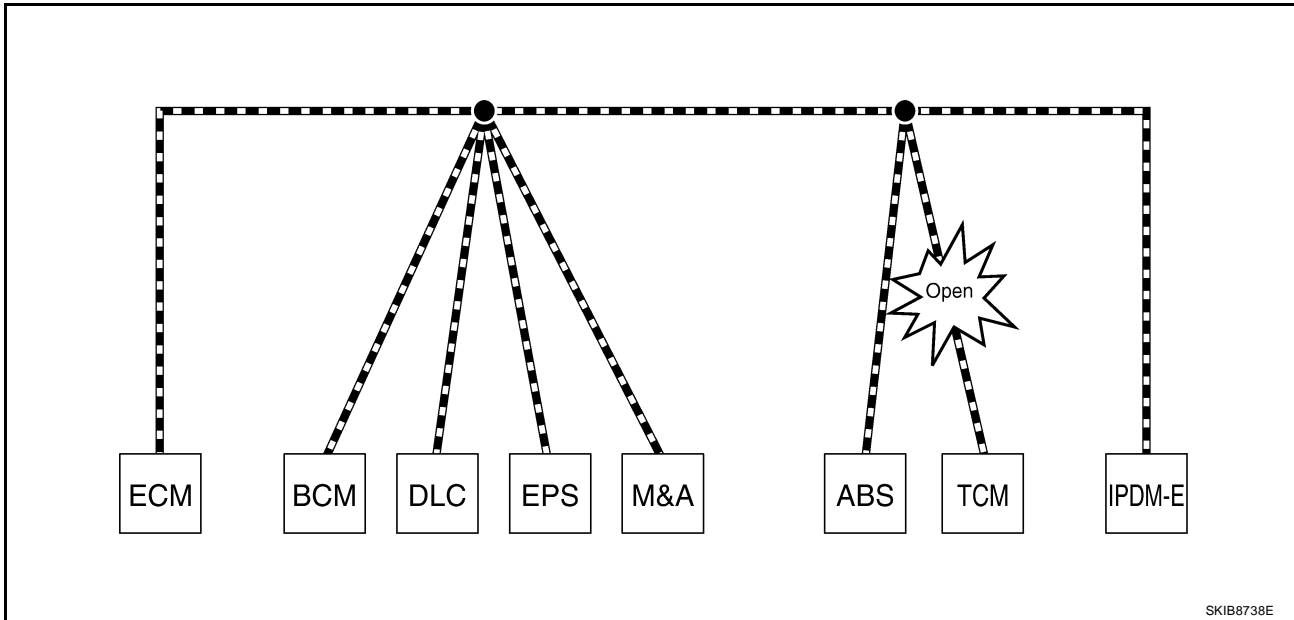 Open
ECM
BCM
DLC
EPS
M&A
ABS
TCM
IPDM-E
SKIB8738E